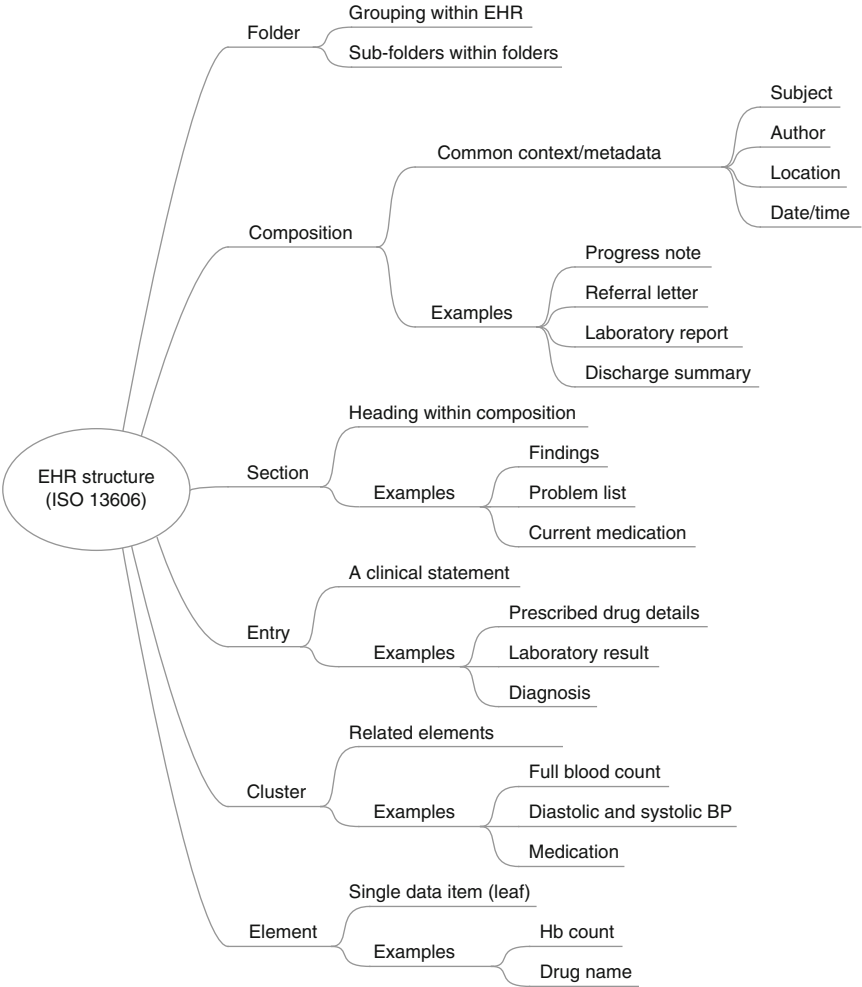 Grouping within EHR
Folder
Sub-folders within folders
Subject
Author
Common context/metadata
Location
Date/time
Composition
Progress note
Referral letter
Examples
Laboratory report
Discharge summary
Heading within composition
Findings
EHR structure
(ISO 13606)
Section
Examples
Problem list
Current medication
A clinical statement
Prescribed drug details
Entry
Examples
Laboratory result
Diagnosis
Related elements
Full blood count
Cluster
Examples
Diastolic and systolic BP
Medication
Single data item (leaf)
Element
Hb count
Examples
Drug name